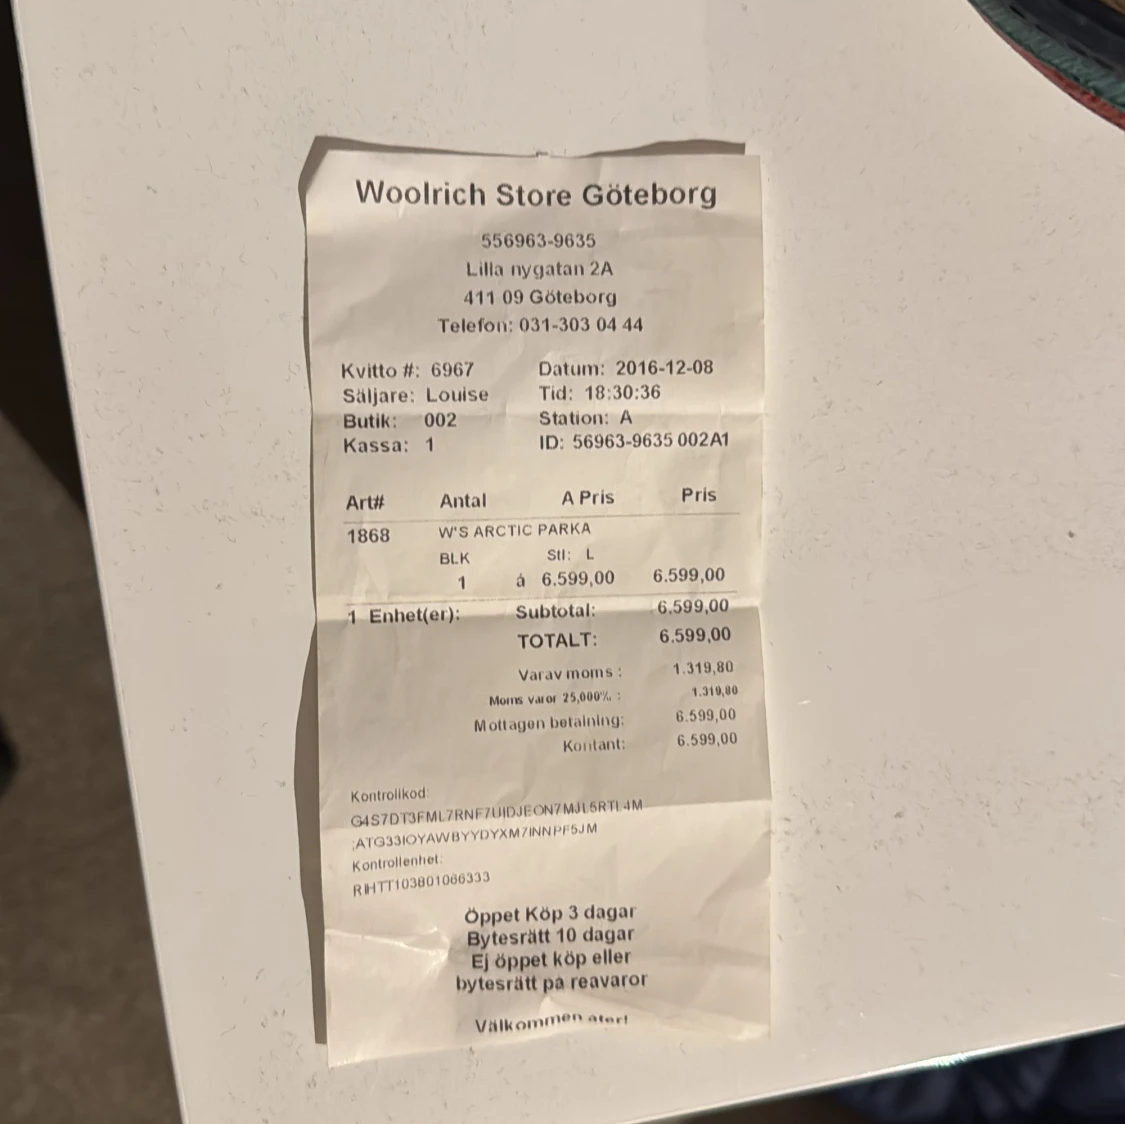 Woolrich Store Göteborg
556963-9635
Lilla nygatan 2A
411 09 Göteborg
Telefon: 031-303 04 44
Kvitto #: 6967 Datum: 2016-12-08
Säljare: Louise Tid: 18:30:36
Butik: 002 Station: A
Kassa: 1 ID: 56963-9635 002A1
Art# Antal A Pris Pris
1868 W'S ARCTIC PARKA
BLK Stl: L
1 á 6.599,00 6.599,00
1 Enhet(er): Subtotal: 6.599,00
TOTALT: 6.599,00
Varav moms : 1.319,80
Moms varor 25,000% : 1.319,80
Mottagen betalning: 6.599,00
Kontant: 6.599,00
Kontrollkod:
Kontrollenhet:
Öppet Köp 3 dagar
Bytesrätt 10 dagar
Ej öppet köp eller
bytesrätt på reavaror
Välkommen åter!